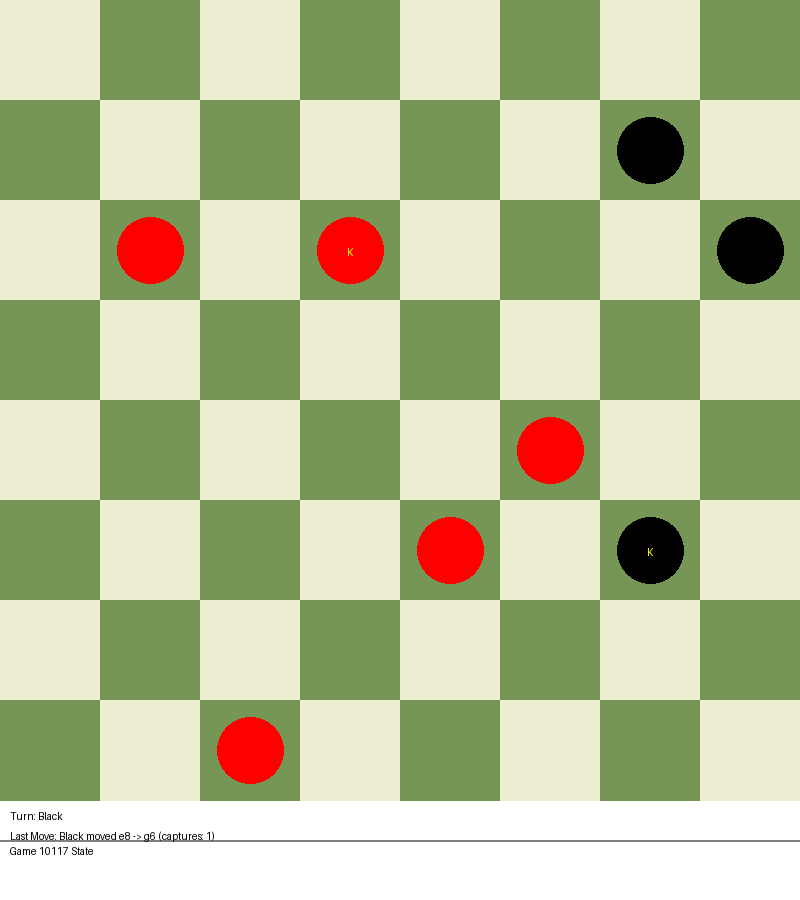 K
K
Turn: Black
Last Move: Black moved e8 -> g6 (captures: 1)
Game 10117 State